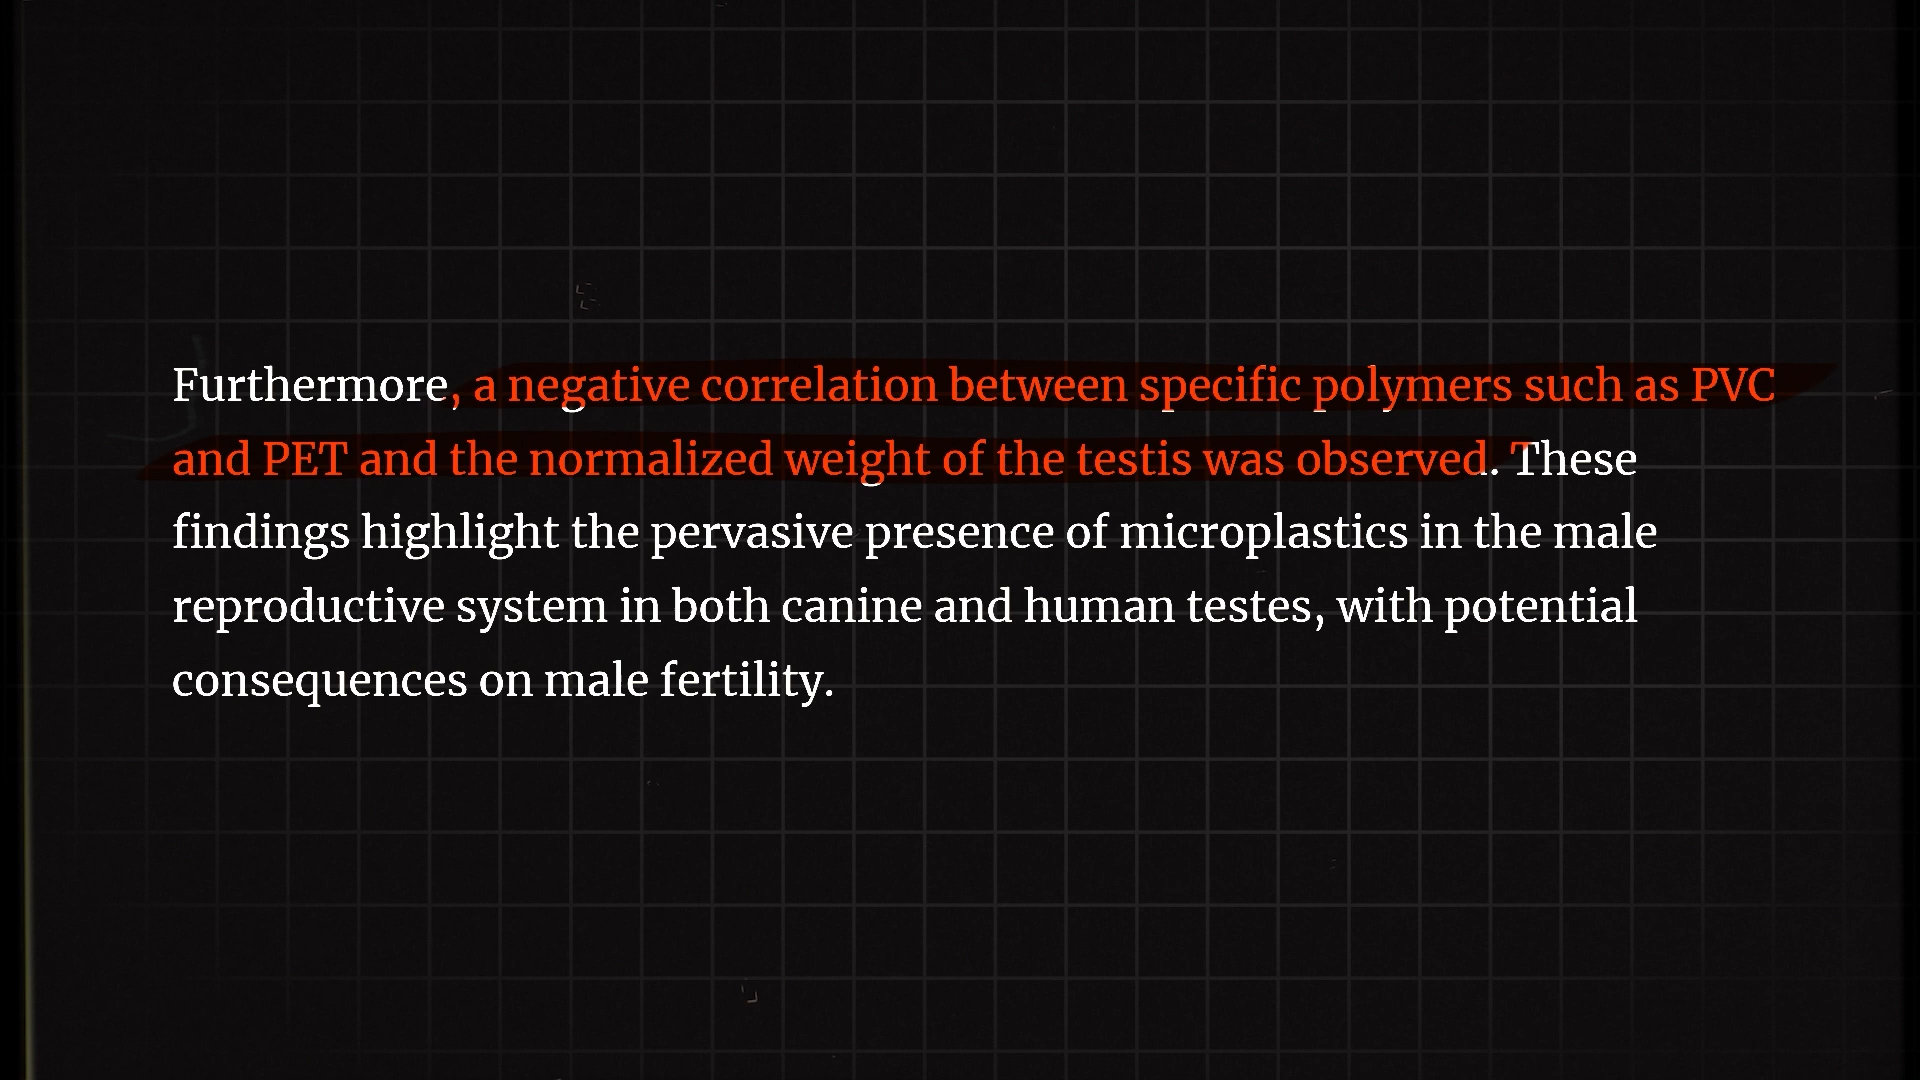 Furthermore, a negative correlation between specific polymers such as PVC
and PET and the normalized weight of the testis was observed. These
findings highlight the pervasive presence of microplastics in the male
reproductive system in both canine and human testes, with potential
consequences on male fertility.